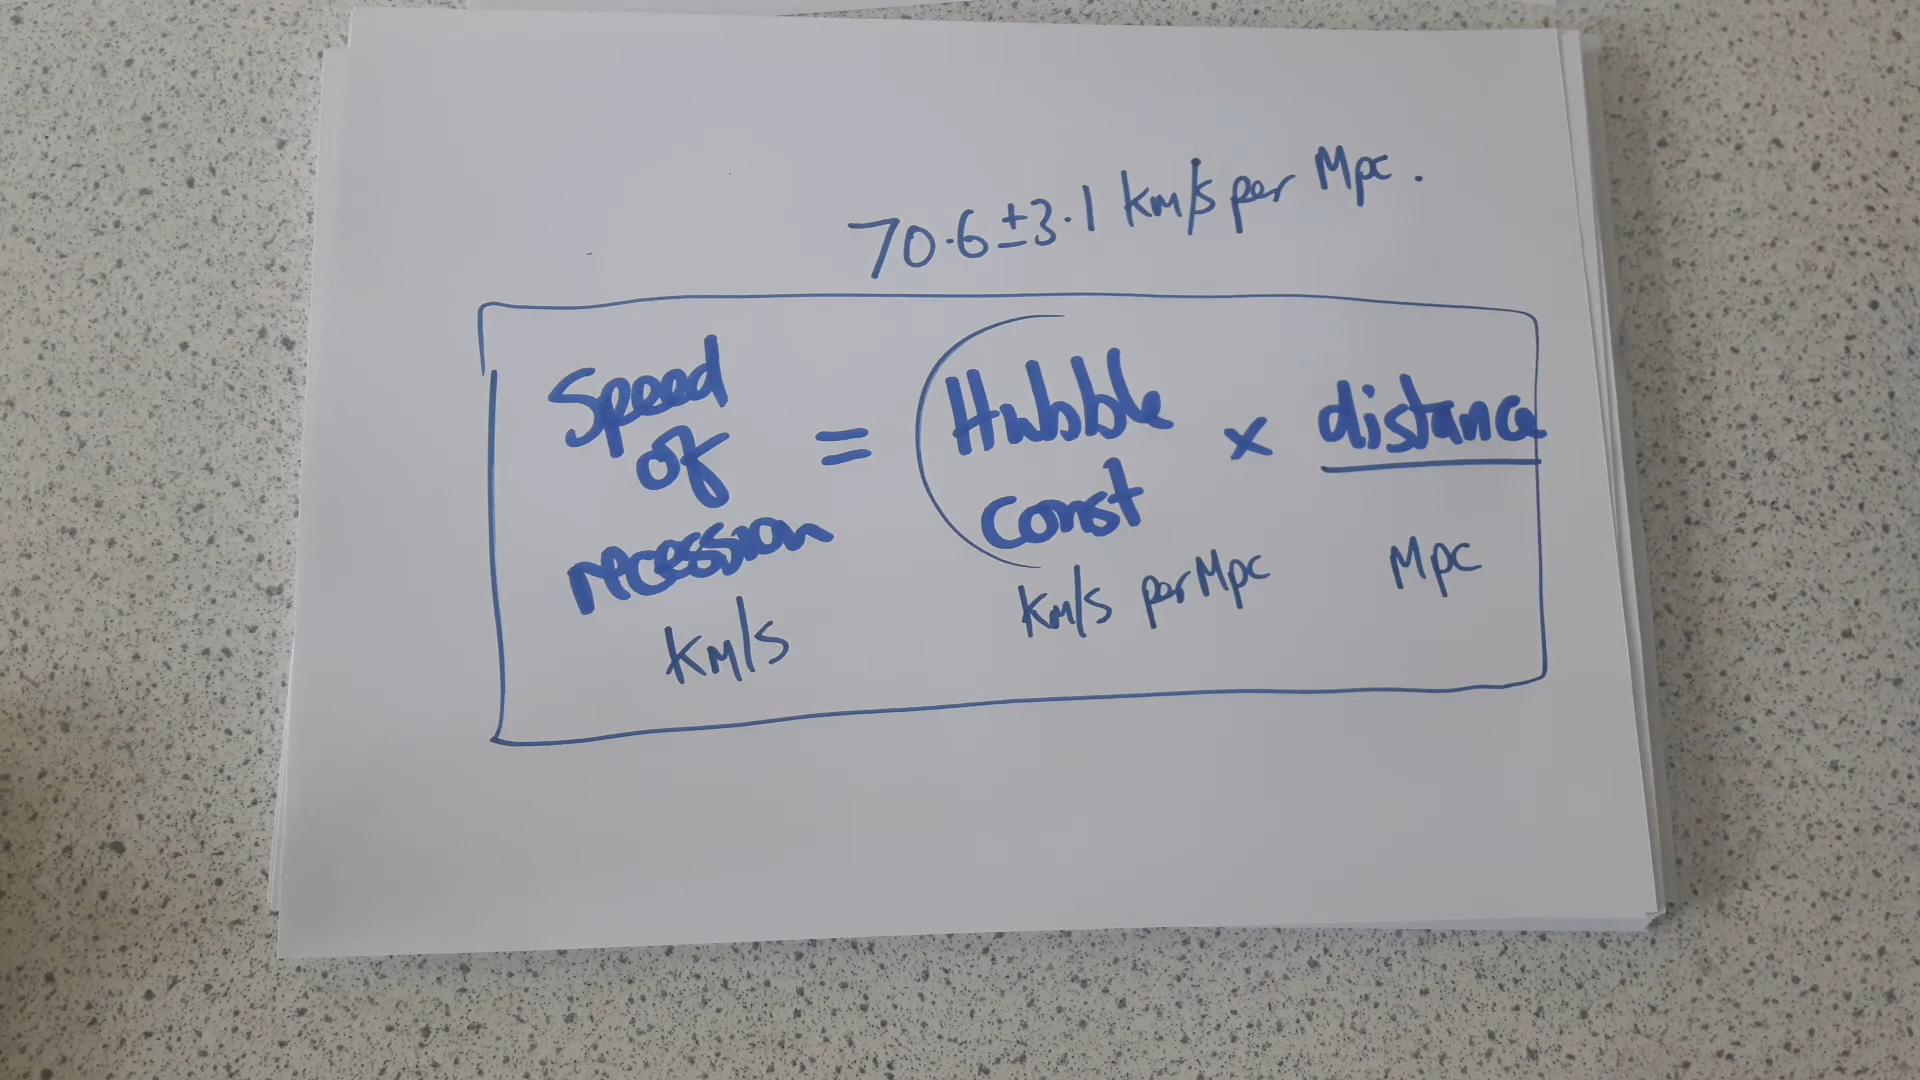 70.6±3.1 km/s per Mpc.
Speed of recession = Hubble const × distance
km/s km/s per Mpc Mpc